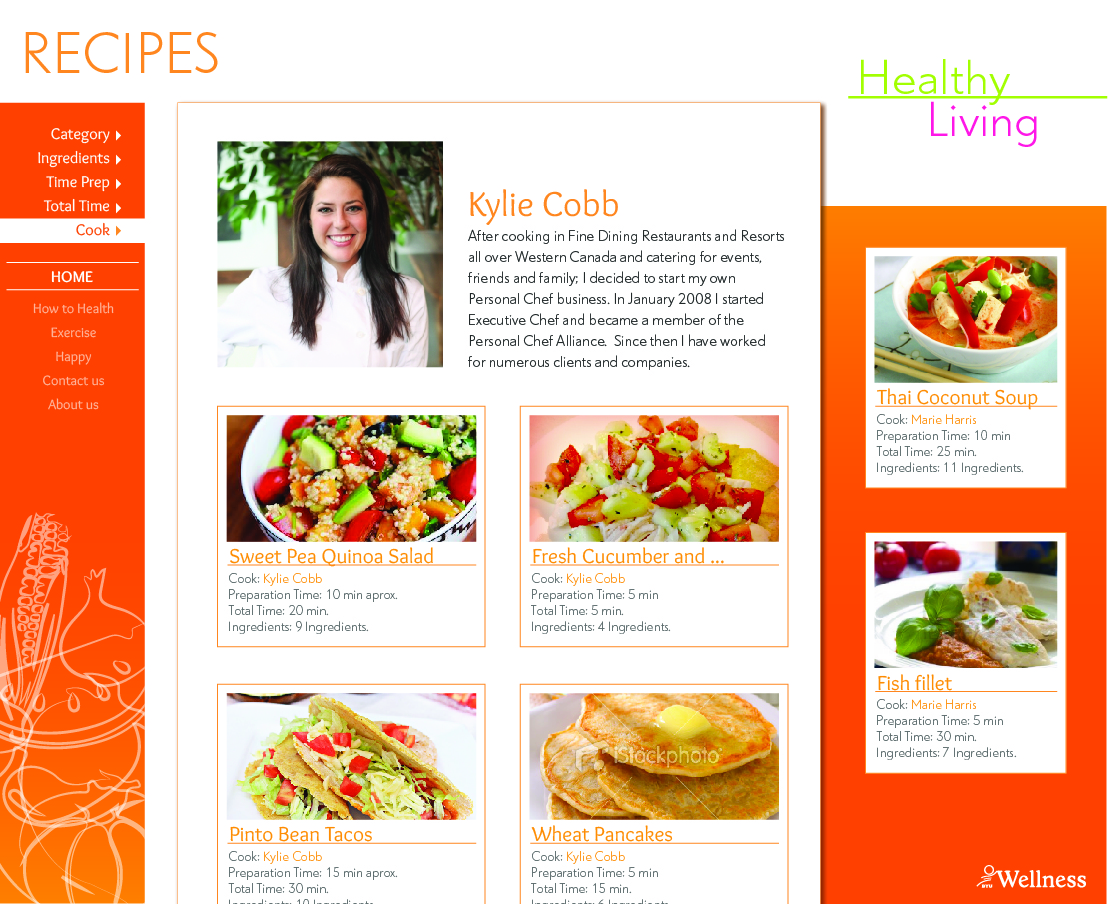 RECIPES
Healthy
Living
Category
Ingredients
Time Prep
Total Time
Cook
HOME
How to Health
Exercise
Happy
Contact us
About us
Kylie Cobb
After cooking in Fine Dining Restaurants and Resorts
all over Western Canada and catering for events,
friends and family; I decided to start my own
Personal Chef business. In January 2008 I started
Executive Chef and became a member of the
Personal Chef Alliance.  Since then I have worked
for numerous clients and companies.
Sweet Pea Quinoa Salad
Cook: Kylie Cobb
Preparation Time: 10 min aprox.
Total Time: 20 min.
Ingredients: 9 Ingredients.
Fresh Cucumber and ...
Cook: Kylie Cobb
Preparation Time: 5 min
Total Time: 5 min.
Ingredients: 4 Ingredients.
Pinto Bean Tacos
Cook: Kylie Cobb
Preparation Time: 15 min aprox.
Total Time: 30 min.
Ingredients: 10 Ingredients
iStockphoto
Wheat Pancakes
Cook: Kylie Cobb
Preparation Time: 5 min
Total Time: 15 min.
Ingredients: 6 Ingredients
Thai Coconut Soup
Cook: Marie Harris
Preparation Time: 10 min
Total Time: 25 min.
Ingredients: 11 Ingredients.
Fish fillet
Cook: Marie Harris
Preparation Time: 5 min
Total Time: 30 min.
Ingredients: 7 Ingredients.
BYU Wellness